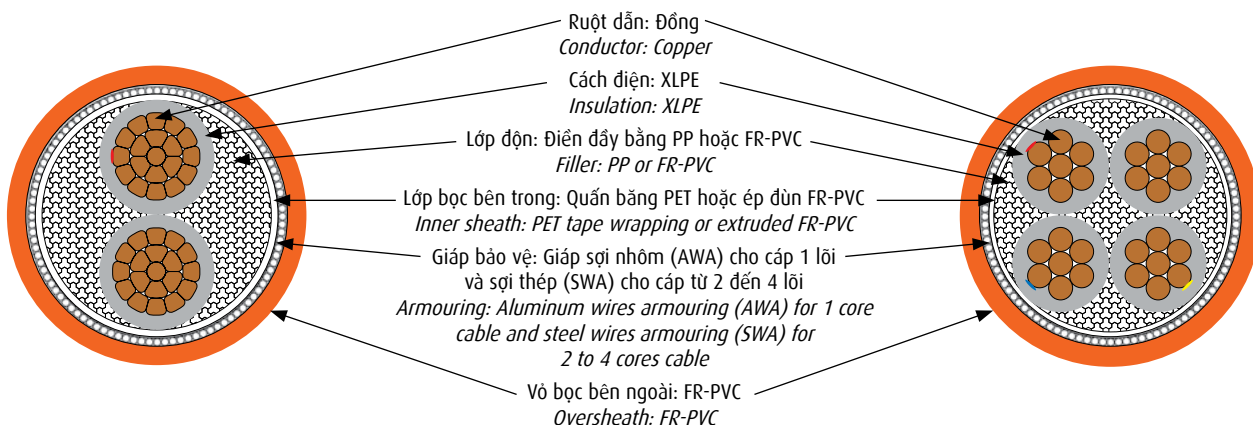 Ruột dẫn: Đồng
Conductor: Copper
Cách điện: XLPE
Insulation: XLPE
Lớp độn: Điền đầy bằng PP hoặc FR-PVC
Filler: PP or FR-PVC
Lớp bọc bên trong: Quấn băng PET hoặc ép đùn FR-PVC
Inner sheath: PET tape wrapping or extruded FR-PVC
Giáp bảo vệ: Giáp sợi nhôm (AWA) cho cáp 1 lõi
và sợi thép (SWA) cho cáp từ 2 đến 4 lõi
Armouring: Aluminum wires armouring (AWA) for 1 core
cable and steel wires armouring (SWA) for
2 to 4 cores cable
Vỏ bọc bên ngoài: FR-PVC
Oversheath: FR-PVC